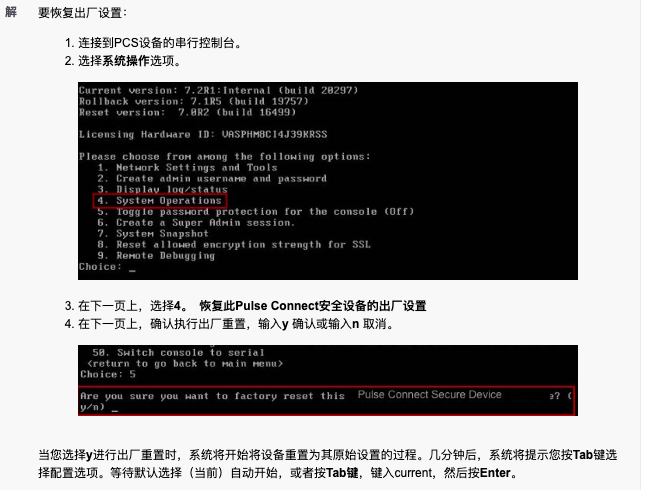 解 要恢复出厂设置：
1. 连接到PCS设备的串行控制台。
2. 选择系统操作选项。
Current version: 7.2R1:Internal (build 20297)
Rollback version: 7.1R5 (build 19757)
Reset version:  7.0R2 (build 16499)
Licensing Hardware ID: VASPHM8CI4J39KRSS
Please choose from among the following options:
1. Network Settings and Tools
2. Create admin username and password
3. Display log/status
4. System Operations
5. Toggle password protection for the console (Off)
6. Create a Super Admin session.
7. System Snapshot
8. Reset allowed encryption strength for SSL
9. Remote Debugging
Choice: _
3. 在下一页上，选择4。 恢复此Pulse Connect安全设备的出厂设置
4. 在下一页上，确认执行出厂重置，输入y 确认或输入n 取消。
50. Switch console to serial
<return to go back to main menu>
Choice: 5
Are you sure you want to factory reset this Pulse Connect Secure Device e? (
y/n) _
当您选择y进行出厂重置时，系统将开始将设备重置为其原始设置的过程。几分钟后，系统将提示您按Tab键选
择配置选项。等待默认选择（当前）自动开始，或者按Tab键，键入current，然后按Enter。